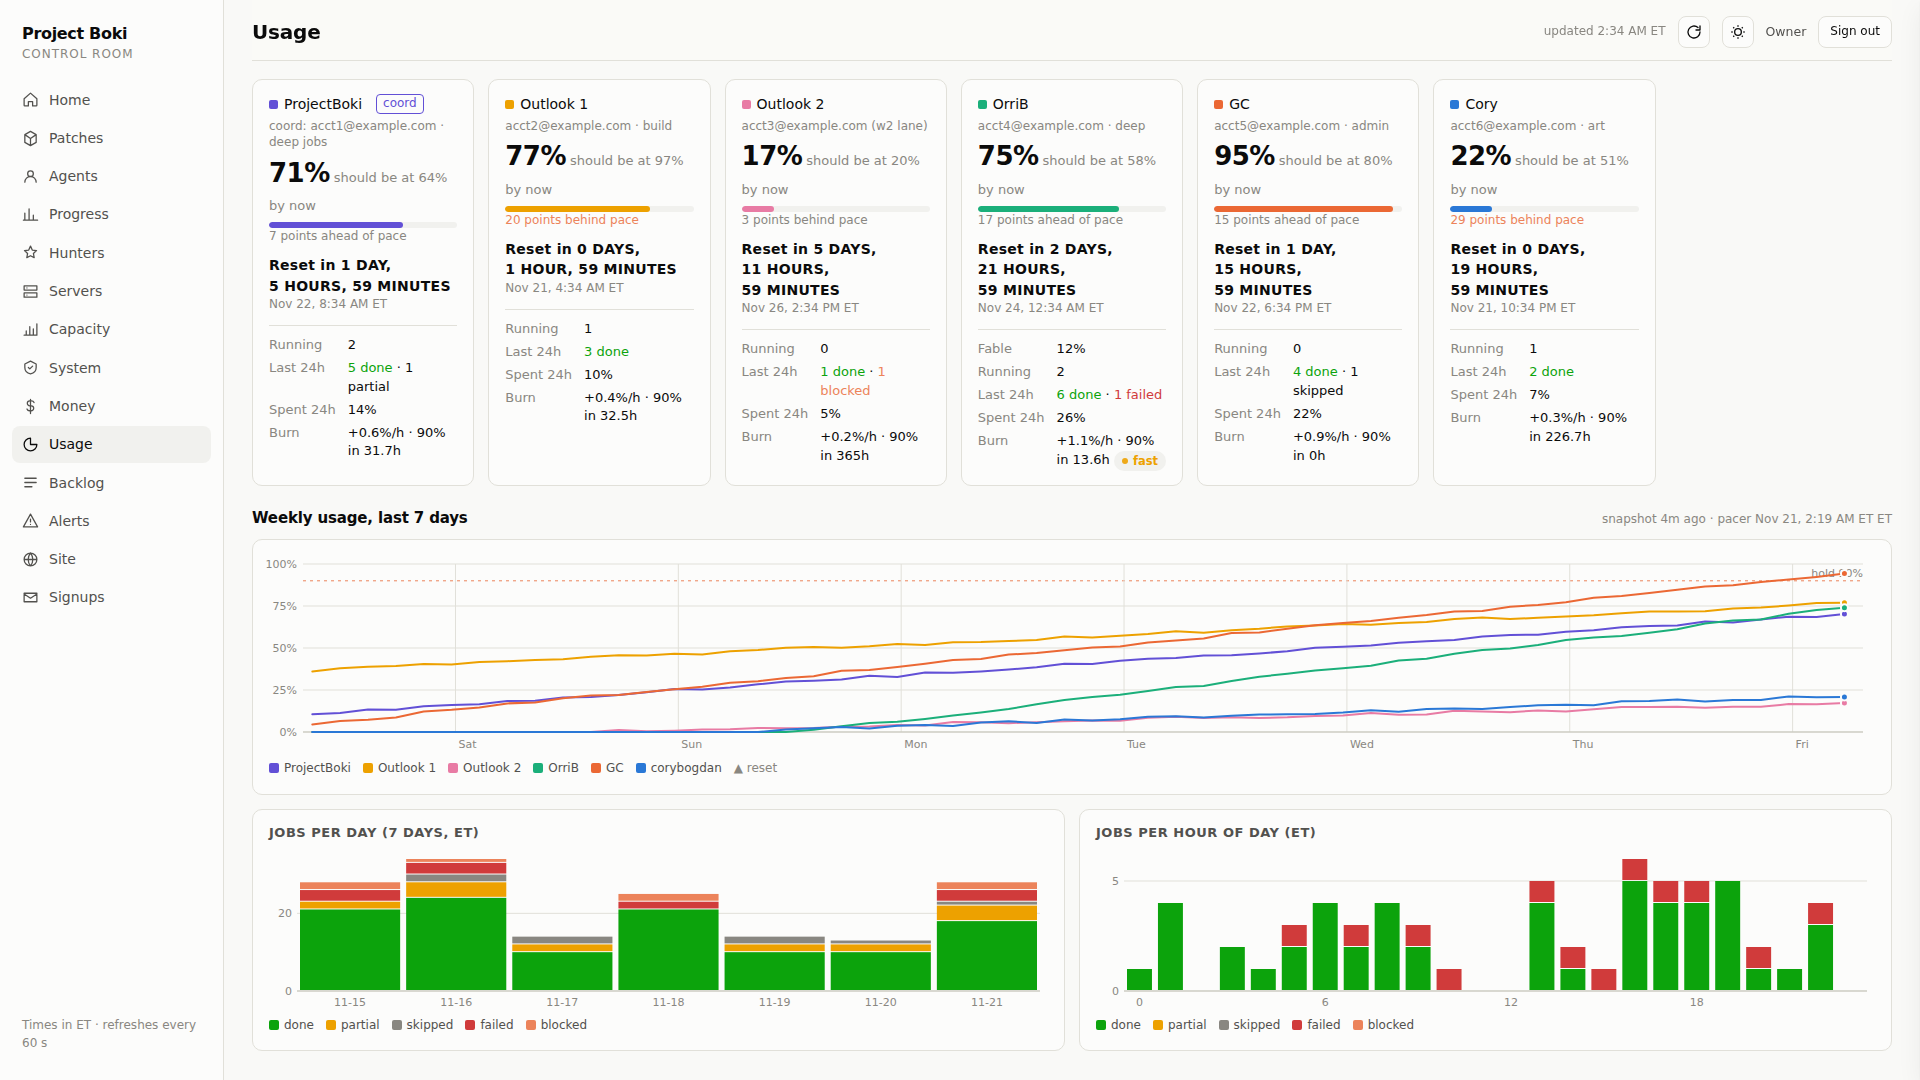 Project Boki
CONTROL ROOM
Home
Patches
Agents
Progress
Hunters
Servers
Capacity
System
Money
Usage
Backlog
Alerts
Site
Signups
Times in ET · refreshes every
60 s
Usage
updated 2:34 AM ET
Owner
Sign out
ProjectBoki coord
coord: acct1@example.com ·
deep jobs
71% should be at 64%
by now
7 points ahead of pace
Reset in 1 DAY,
5 HOURS, 59 MINUTES
Nov 22, 8:34 AM ET
Running 2
Last 24h 5 done · 1
partial
Spent 24h 14%
Burn +0.6%/h · 90%
in 31.7h
Outlook 1
acct2@example.com · build
77% should be at 97%
by now
20 points behind pace
Reset in 0 DAYS,
1 HOUR, 59 MINUTES
Nov 21, 4:34 AM ET
Running 1
Last 24h 3 done
Spent 24h 10%
Burn +0.4%/h · 90%
in 32.5h
Outlook 2
acct3@example.com (w2 lane)
17% should be at 20%
by now
3 points behind pace
Reset in 5 DAYS,
11 HOURS,
59 MINUTES
Nov 26, 2:34 PM ET
Running 0
Last 24h 1 done · 1
blocked
Spent 24h 5%
Burn +0.2%/h · 90%
in 365h
OrriB
acct4@example.com · deep
75% should be at 58%
by now
17 points ahead of pace
Reset in 2 DAYS,
21 HOURS,
59 MINUTES
Nov 24, 12:34 AM ET
Fable 12%
Running 2
Last 24h 6 done · 1 failed
Spent 24h 26%
Burn +1.1%/h · 90%
in 13.6h fast
GC
acct5@example.com · admin
95% should be at 80%
by now
15 points ahead of pace
Reset in 1 DAY,
15 HOURS,
59 MINUTES
Nov 22, 6:34 PM ET
Running 0
Last 24h 4 done · 1
skipped
Spent 24h 22%
Burn +0.9%/h · 90%
in 0h
Cory
acct6@example.com · art
22% should be at 51%
by now
29 points behind pace
Reset in 0 DAYS,
19 HOURS,
59 MINUTES
Nov 21, 10:34 PM ET
Running 1
Last 24h 2 done
Spent 24h 7%
Burn +0.3%/h · 90%
in 226.7h
Weekly usage, last 7 days
snapshot 4m ago · pacer Nov 21, 2:19 AM ET ET
100%
75%
50%
25%
0%
hold
Sat Sun Mon Tue Wed Thu Fri
ProjectBoki Outlook 1 Outlook 2 OrriB GC corybogdan ▲ reset
JOBS PER DAY (7 DAYS, ET)
20
0
11-15 11-16 11-17 11-18 11-19 11-20 11-21
done partial skipped failed blocked
JOBS PER HOUR OF DAY (ET)
5
0
0 6 12 18
done partial skipped failed blocked